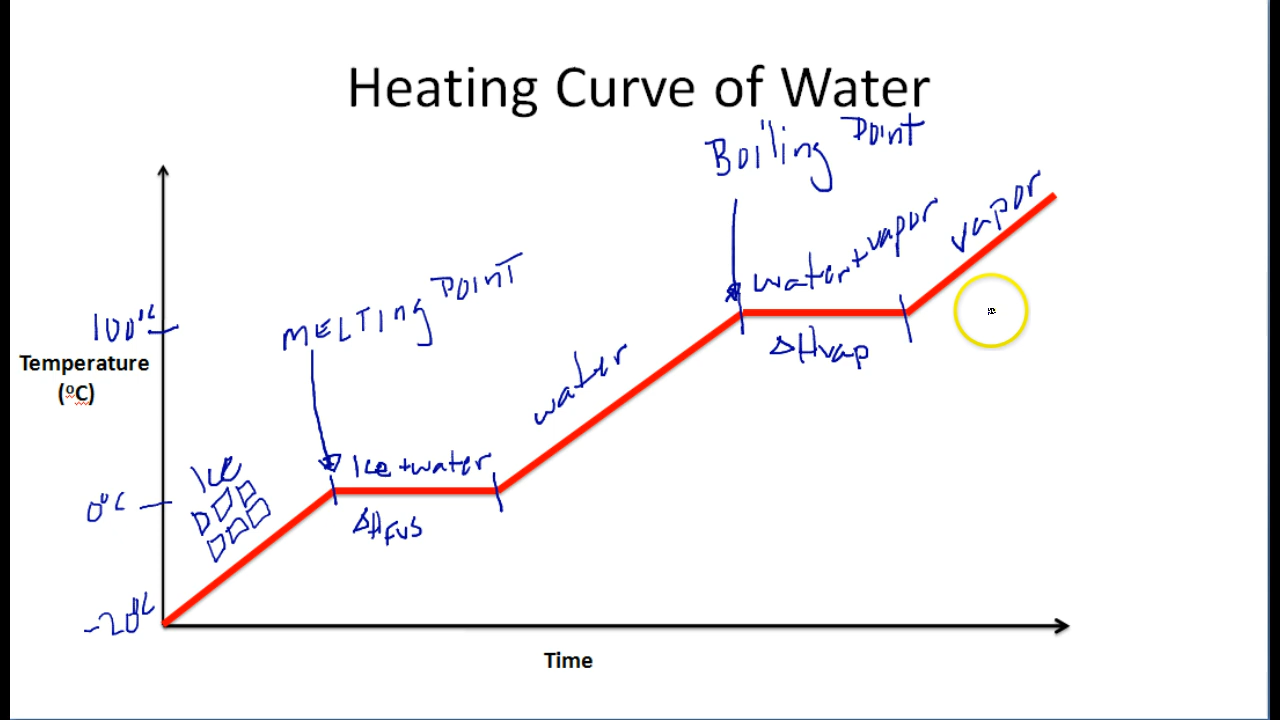 Heating Curve of Water
Boiling Point
vapor
water + vapor
MELTING POINT
100°C
Temperature
(ºC)
ΔHvap
water
Ice
Ice + water
0°C
ΔHFUS
-20°C
Time